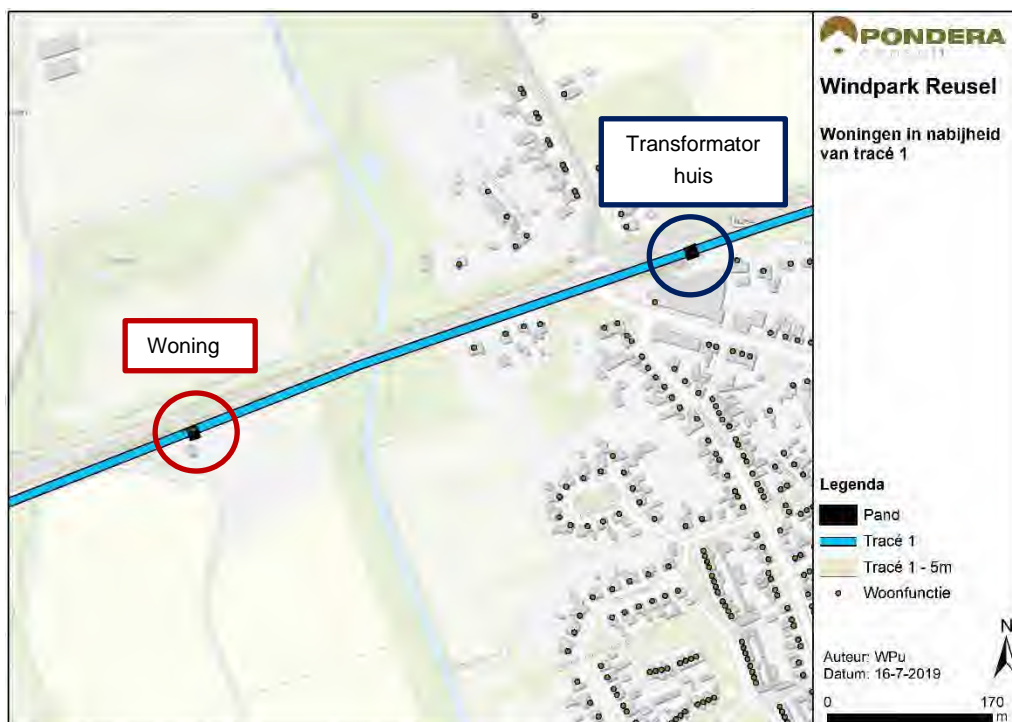 Transformator
huis
Woning
PONDERA
consult
Windpark Reusel
Woningen in nabijheid
van tracé 1
Legenda
Pand
Tracé 1
Tracé 1 - 5m
Woonfunctie
N
Auteur: WPu
Datum: 16-7-2019
0 170
m